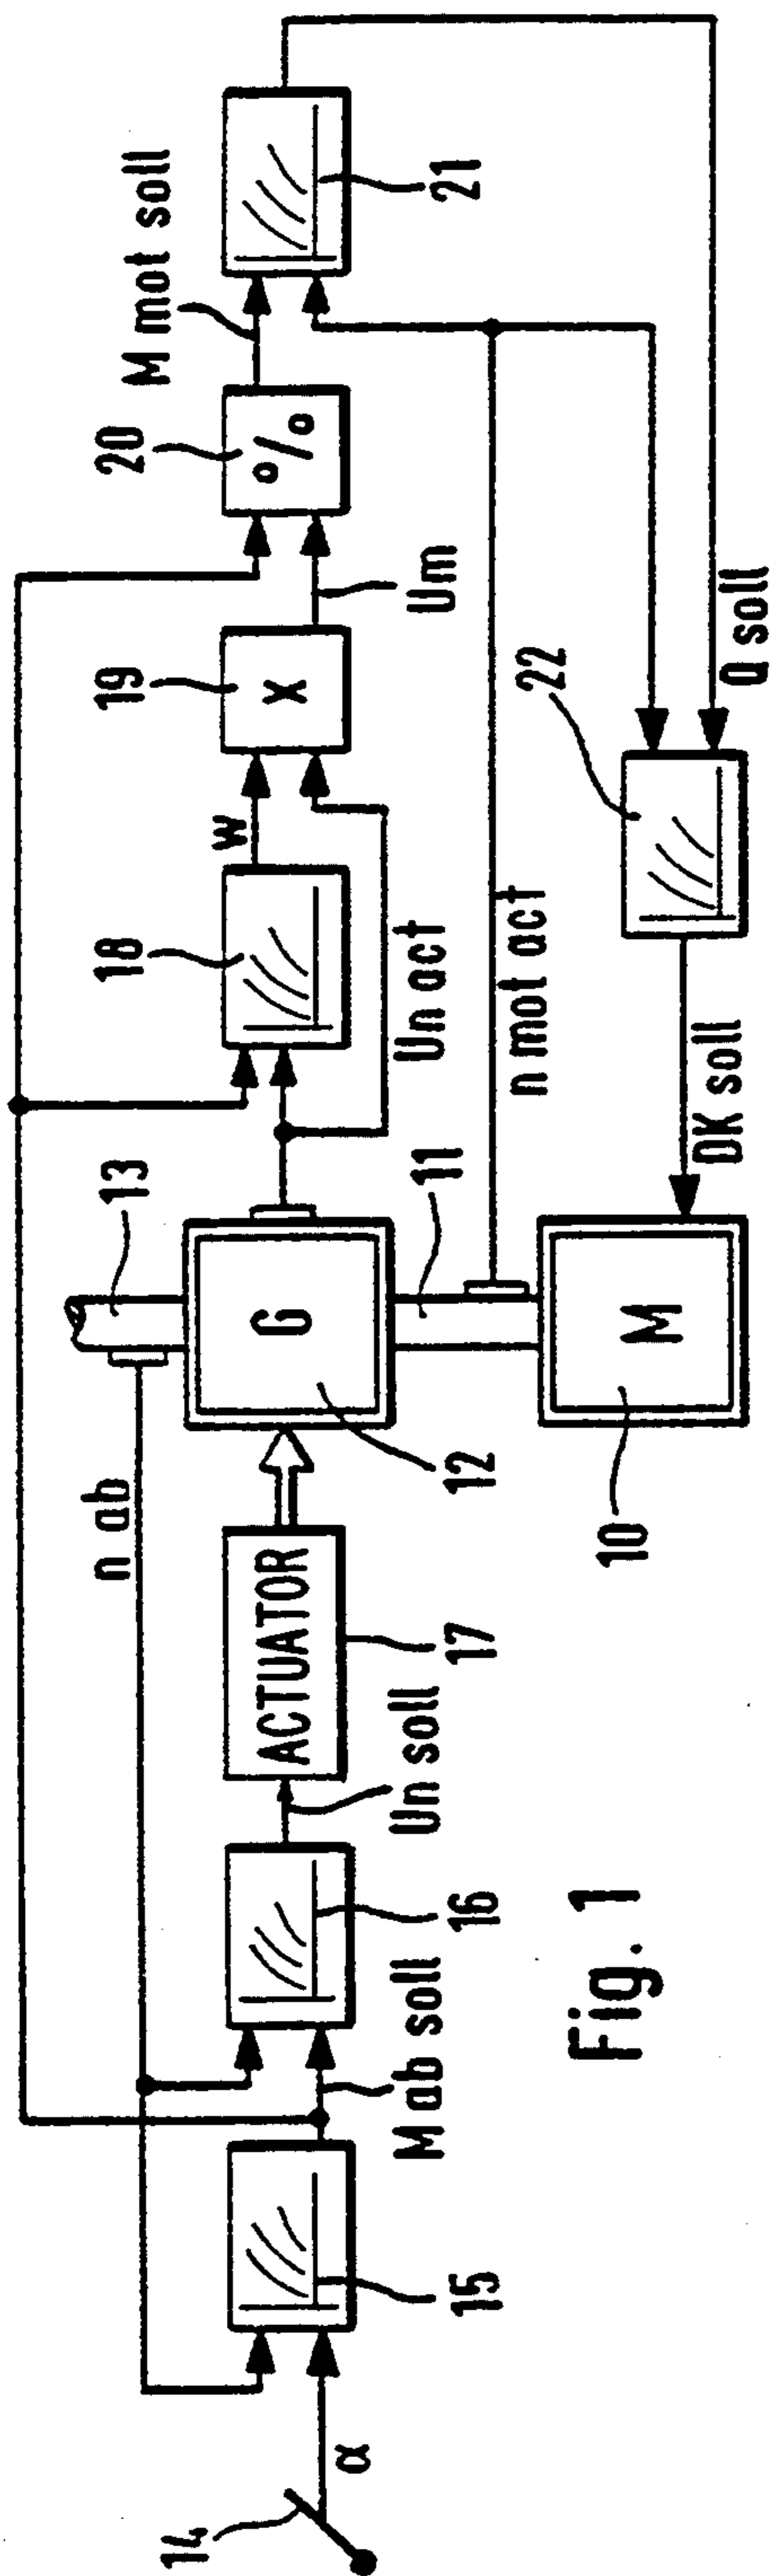 14
α
15
M ab soll
16
Un soll
ACTUATOR
17
n ab
13
G
12
11
M
10
18
W
Un act
19
X
Um
20
%
M mot soll
21
n mot act
22
DK soll
Q soll
Fig. 1